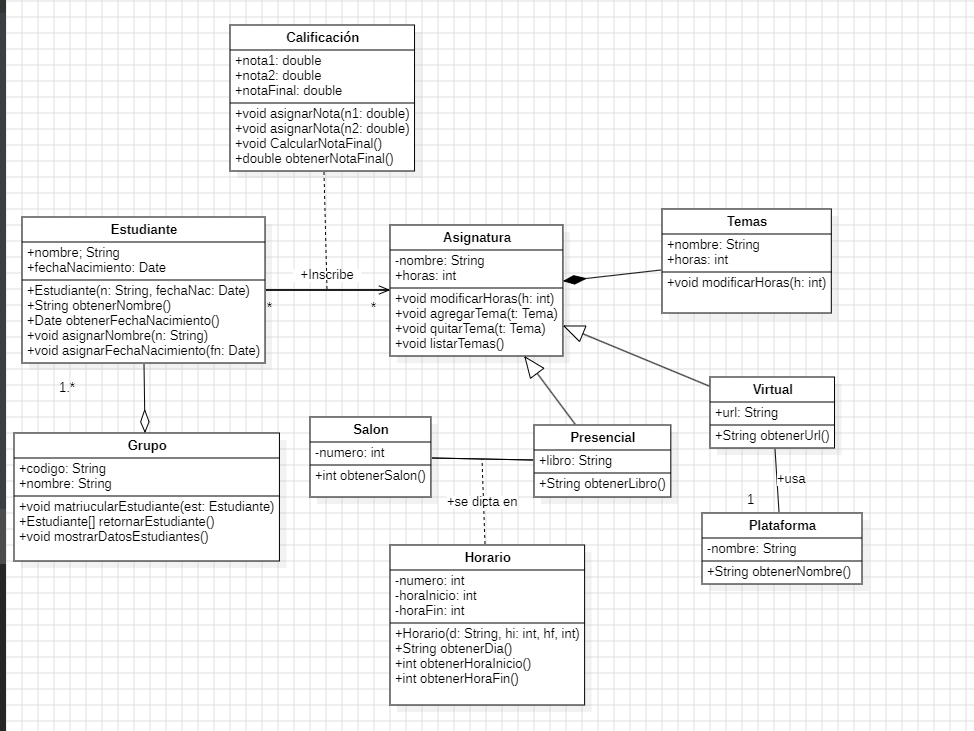 Calificación
+nota1: double
+nota2: double
+notaFinal: double
+void asignarNota(n1: double)
+void asignarNota(n2: double)
+void CalcularNotaFinal()
+double obtenerNotaFinal()
Estudiante
+nombre; String
+fechaNacimiento: Date
+Estudiante(n: String, fechaNac: Date)
+String obtenerNombre()
+Date obtenerFechaNacimiento()
+void asignarNombre(n: String)
+void asignarFechaNacimiento(fn: Date)
+Inscribe
*
*
Asignatura
-nombre: String
+horas: int
+void modificarHoras(h: int)
+void agregarTema(t: Tema)
+void quitarTema(t: Tema)
+void listarTemas()
Temas
+nombre: String
+horas: int
+void modificarHoras(h: int)
1.*
Grupo
+codigo: String
+nombre: String
+void matriucularEstudiante(est: Estudiante)
+Estudiante[] retornarEstudiante()
+void mostrarDatosEstudiantes()
Salon
-numero: int
+int obtenerSalon()
Presencial
+libro: String
+String obtenerLibro()
Virtual
+url: String
+String obtenerUrl()
+usa
1
+se dicta en
Plataforma
-nombre: String
+String obtenerNombre()
Horario
-numero: int
-horaInicio: int
-horaFin: int
+Horario(d: String, hi: int, hf, int)
+String obtenerDia()
+int obtenerHoraInicio()
+int obtenerHoraFin()